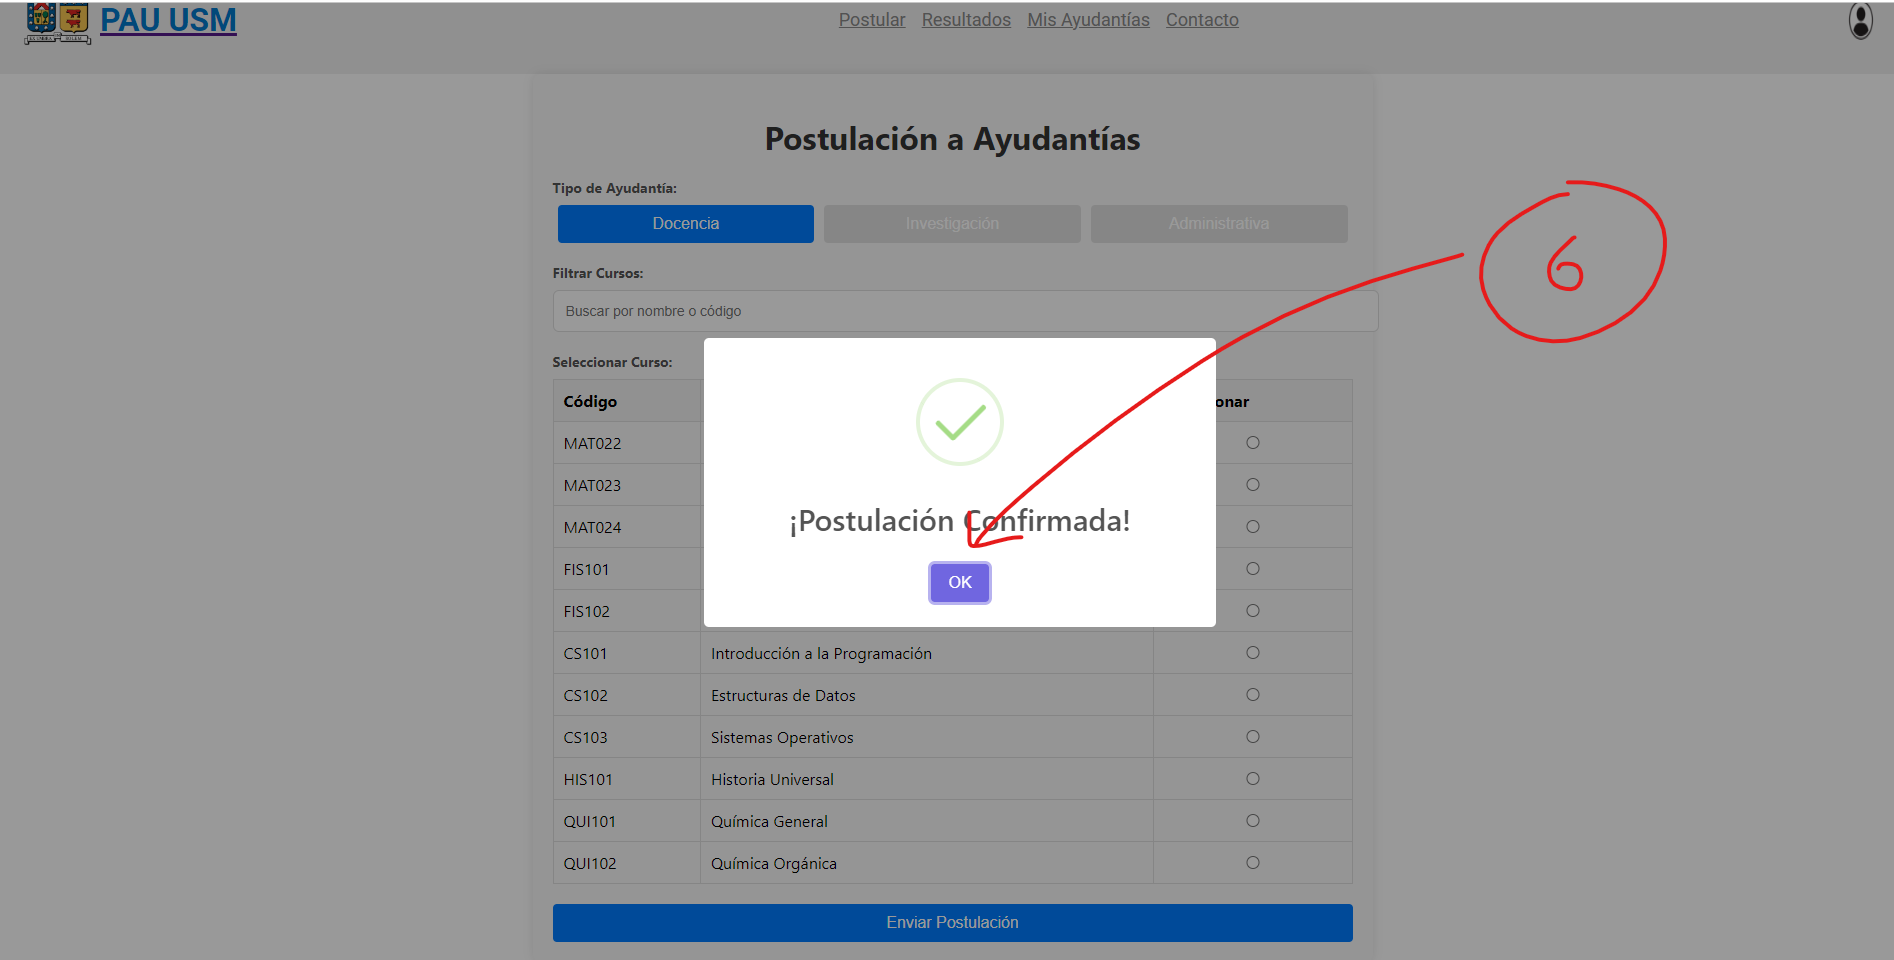 PAU USM
Postular Resultados Mis Ayudantías Contacto
Postulación a Ayudantías
Tipo de Ayudantía:
Docencia Investigación Administrativa
6
Filtrar Cursos:
Buscar por nombre o código
Seleccionar Curso:
Código onar
MAT022
MAT023
MAT024
¡Postulación Confirmada!
FIS101
OK
FIS102
CS101 Introducción a la Programación
CS102 Estructuras de Datos
CS103 Sistemas Operativos
HIS101 Historia Universal
QUI101 Química General
QUI102 Química Orgánica
Enviar Postulación